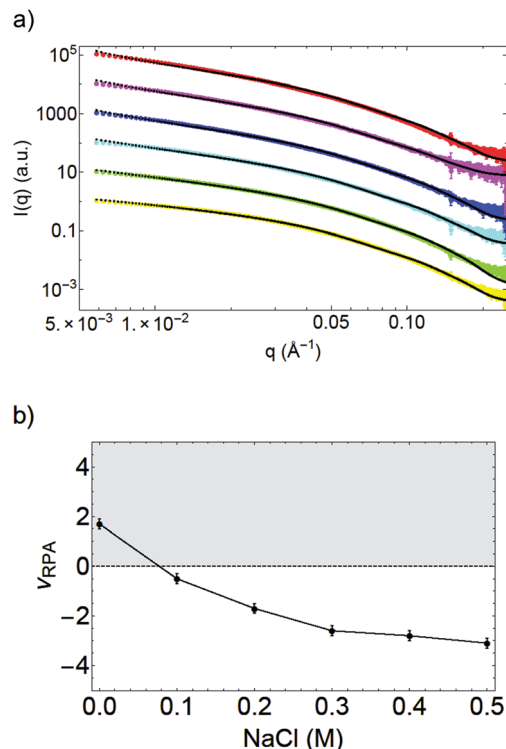 a)
10⁵
1000
10
0.1
10⁻³
I(q) (a.u.)
5.×10⁻³ 1.×10⁻² 0.05 0.10
q (Å⁻¹)
b)
4
2
0
-2
-4
νRPA
0.0 0.1 0.2 0.3 0.4 0.5
NaCl (M)